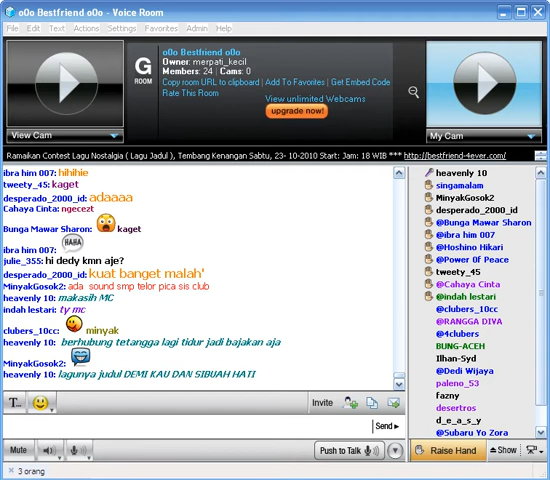 oOo Bestfriend oOo - Voice Room
File Edit Text Actions Settings Favorites Admin Help
G
ROOM
oOo Bestfriend oOo
Owner: merpati_kecil
Members: 24 | Cams: 0
Copy room URL to clipboard | Add To Favorites | Get Embed Code
Rate This Room
View unlimited Webcams
upgrade now!
View Cam
My Cam
Ramaikan Contest Lagu Nostalgia ( Lagu Jadul ), Tembang Kenangan Sabtu, 23- 10-2010 Start: Jam: 18 WIB *** http://bestfriend-4ever.com/
ibra him 007: hihihie
tweety_45: kaget
desperado_2000_id: adaaaa
Cahaya Cinta: ngecezt
Bunga Mawar Sharon: kaget
ibra him 007: HAHA
julie_355: hi dedy kmn aje?
desperado_2000_id: kuat banget malah'
MinyakGosok2: ada sound smp telor pica sis club
heavenly 10: makasih MC
indah lestari: ty mc
clubers_10cc: minyak
heavenly 10: berhubung tetangga lagi tidur jadi bajakan aja
MinyakGosok2:
heavenly 10: lagunya judul DEMI KAU DAN SIBUAH HATI
heavenly 10
singamalam
MinyakGosok2
desperado_2000_id
@Bunga Mawar Sharon
@ibra him 007
@Hoshino Hikari
@Power Of Peace
tweety_45
@Cahaya Cinta
@indah lestari
@clubers_10cc
@RANGGA DIVA
@4clubers
BUNG-ACEH
Ilhan-Syd
@Dedi Wijaya
paleno_53
fazny
desertros
d_e_a_s_y
@Subaru Yo Zora
T...
Invite
Send
Mute
Push to Talk
Raise Hand
Show
3 orang